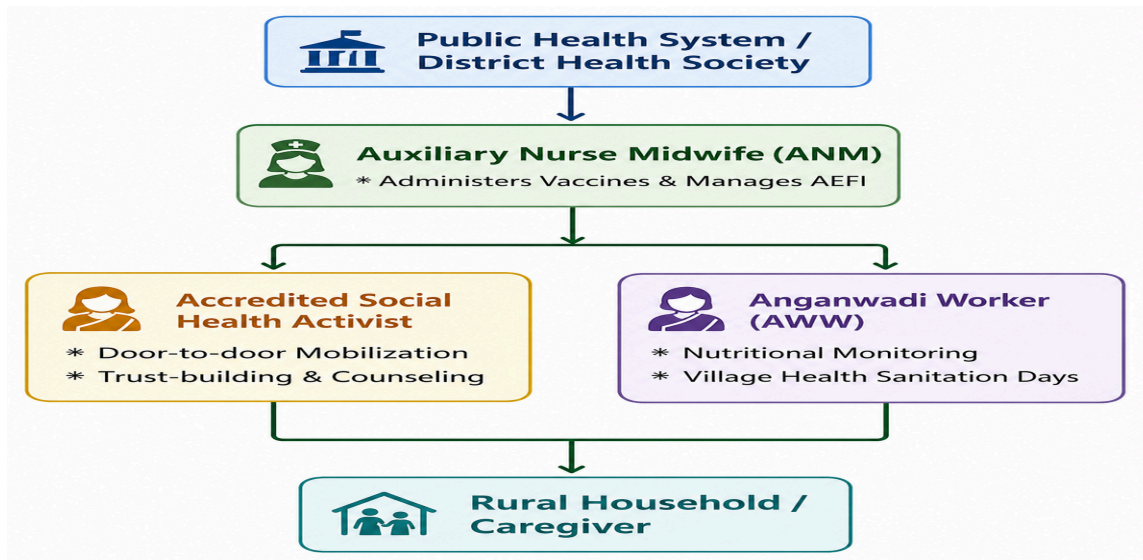 Public Health System /
District Health Society
Auxiliary Nurse Midwife (ANM)
* Administers Vaccines & Manages AEFI
Accredited Social
Health Activist
* Door-to-door Mobilization
* Trust-building & Counseling
Anganwadi Worker
(AWW)
* Nutritional Monitoring
* Village Health Sanitation Days
Rural Household /
Caregiver